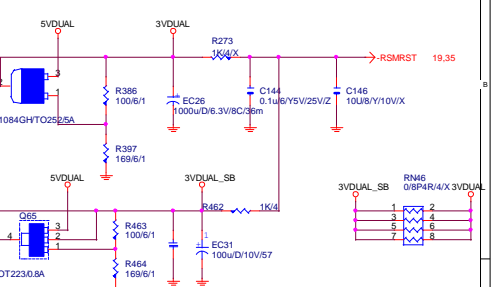 5VDUAL
3VDUAL
R273
1K/4/X
-RSMRST 19,35
B
3
1
R386
100/6/1
EC26
1000u/D/6.3V/8C/36m
C144
0.1u/6/Y5V/25V/Z
C146
10U/8/Y/10V/X
1084GH/TO252/5A
R397
169/6/1
5VDUAL
3VDUAL_SB
R462
1K/4
Q65
4
3
2
1
R463
100/6/1
1
EC31
100u/D/10V/57
OT223/0.8A
R464
169/6/1
RN46
0/8P4R/4/X
3VDUAL_SB
3VDUAL
1 2
3 4
5 6
7 8